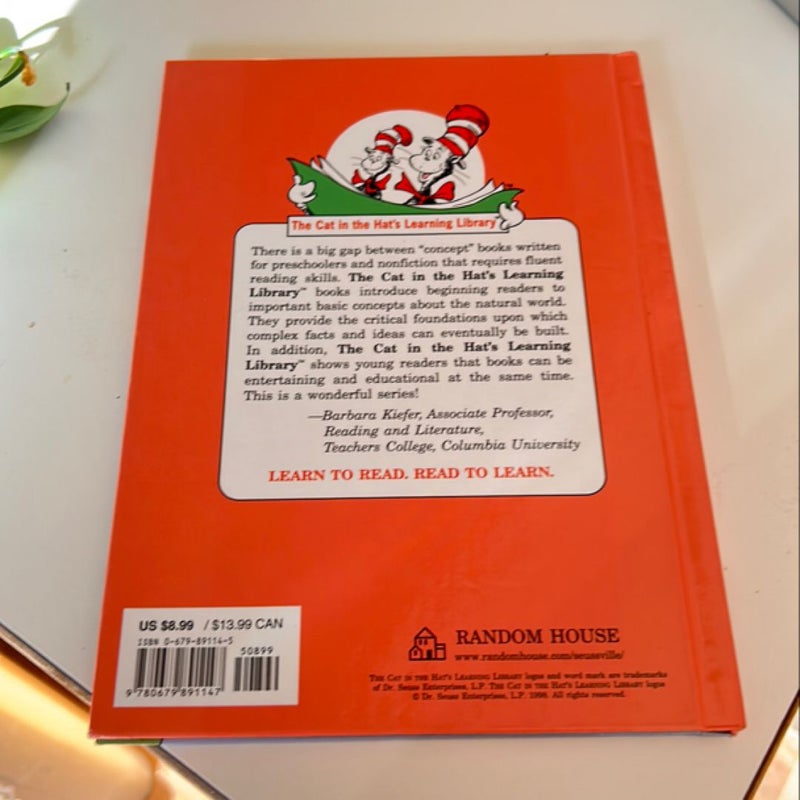 The Cat in the Hat's Learning Library
™
There is a big gap between "concept" books written
for preschoolers and nonfiction that requires fluent
reading skills. The Cat in the Hat's Learning
Library™ books introduce beginning readers to
important basic concepts about the natural world.
They provide the critical foundations upon which
complex facts and ideas can eventually be built.
In addition, The Cat in the Hat's Learning
Library™ shows young readers that books can be
entertaining and educational at the same time.
This is a wonderful series!
—Barbara Kiefer, Associate Professor,
Reading and Literature,
Teachers College, Columbia University
LEARN TO READ. READ TO LEARN.
US $8.99 / $13.99 CAN
ISBN 0-679-89114-5
50899
9 780679 891147
RANDOM HOUSE
www.randomhouse.com/seussville/
THE CAT IN THE HAT'S LEARNING LIBRARY logos and word mark are trademarks
of Dr. Seuss Enterprises, L.P. THE CAT IN THE HAT'S LEARNING LIBRARY logos
© Dr. Seuss Enterprises, L.P. 1998. All rights reserved.